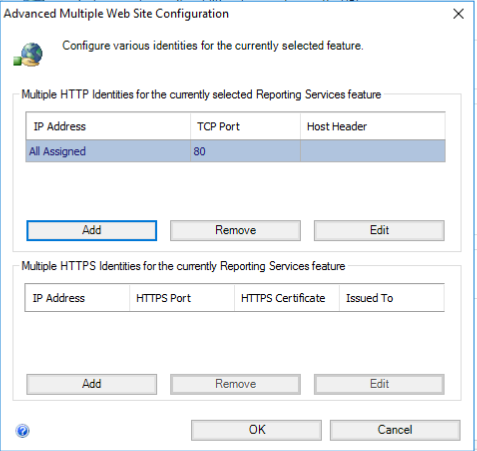 Advanced Multiple Web Site Configuration
Configure various identities for the currently selected feature.
Multiple HTTP Identities for the currently selected Reporting Services feature
IP Address TCP Port Host Header
All Assigned 80
Add Remove Edit
Multiple HTTPS Identities for the currently Reporting Services feature
IP Address HTTPS Port HTTPS Certificate Issued To
Add Remove Edit
OK Cancel